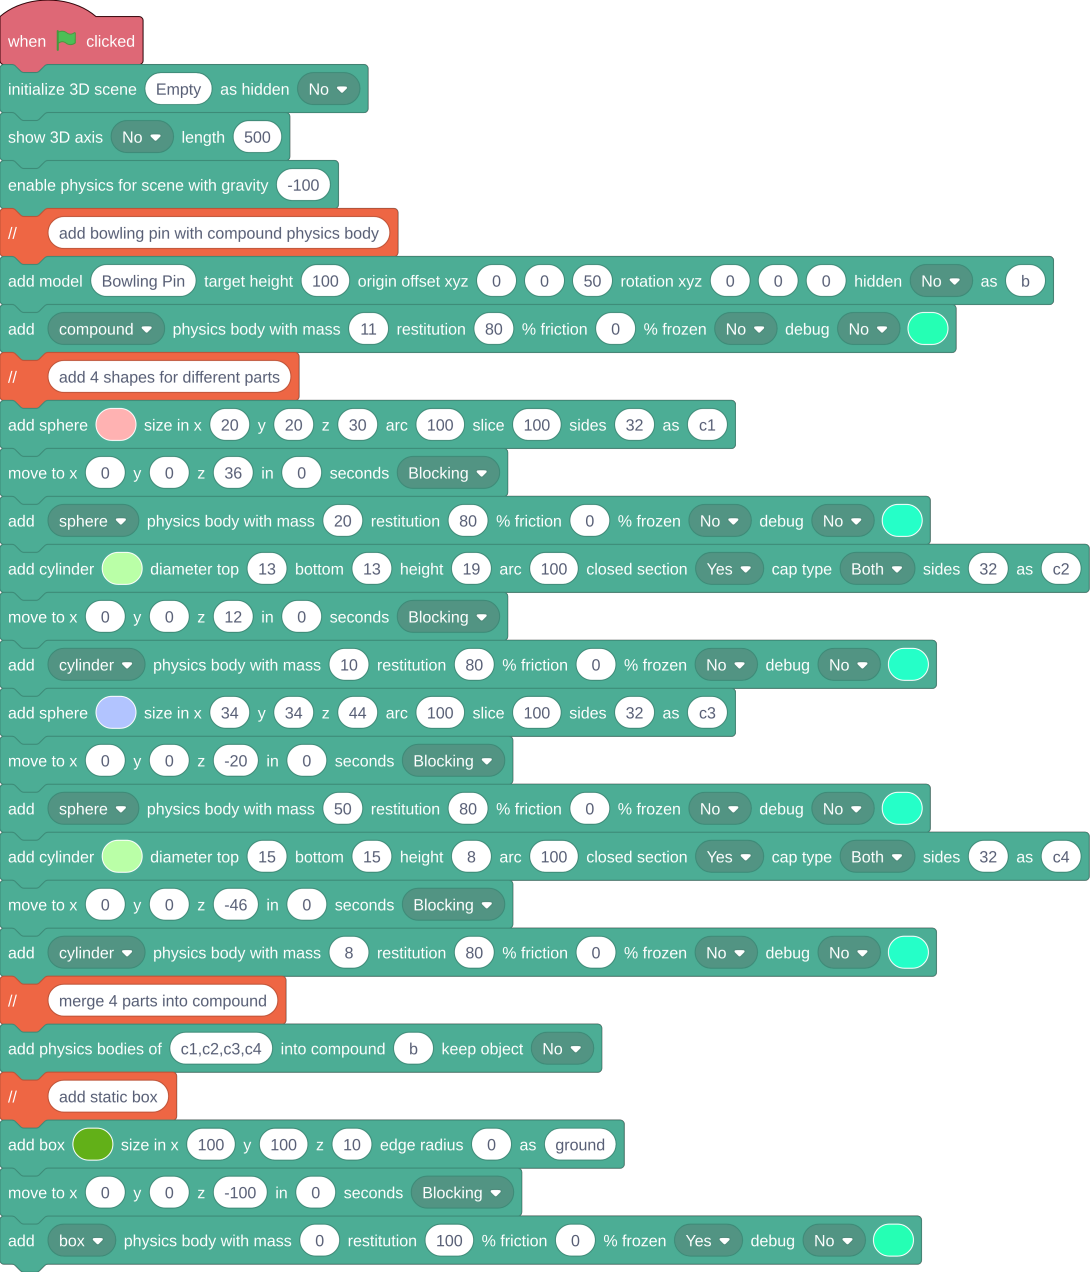 when clicked
initialize 3D scene Empty as hidden No
show 3D axis No length 500
enable physics for scene with gravity -100
// add bowling pin with compound physics body
add model Bowling Pin target height 100 origin offset xyz 0 0 50 rotation xyz 0 0 0 hidden No as b
add compound physics body with mass 11 restitution 80 % friction 0 % frozen No debug No
// add 4 shapes for different parts
add sphere size in x 20 y 20 z 30 arc 100 slice 100 sides 32 as c1
move to x 0 y 0 z 36 in 0 seconds Blocking
add sphere physics body with mass 20 restitution 80 % friction 0 % frozen No debug No
add cylinder diameter top 13 bottom 13 height 19 arc 100 closed section Yes cap type Both sides 32 as c2
move to x 0 y 0 z 12 in 0 seconds Blocking
add cylinder physics body with mass 10 restitution 80 % friction 0 % frozen No debug No
add sphere size in x 34 y 34 z 44 arc 100 slice 100 sides 32 as c3
move to x 0 y 0 z -20 in 0 seconds Blocking
add sphere physics body with mass 50 restitution 80 % friction 0 % frozen No debug No
add cylinder diameter top 15 bottom 15 height 8 arc 100 closed section Yes cap type Both sides 32 as c4
move to x 0 y 0 z -46 in 0 seconds Blocking
add cylinder physics body with mass 8 restitution 80 % friction 0 % frozen No debug No
// merge 4 parts into compound
add physics bodies of c1,c2,c3,c4 into compound b keep object No
// add static box
add box size in x 100 y 100 z 10 edge radius 0 as ground
move to x 0 y 0 z -100 in 0 seconds Blocking
add box physics body with mass 0 restitution 100 % friction 0 % frozen Yes debug No